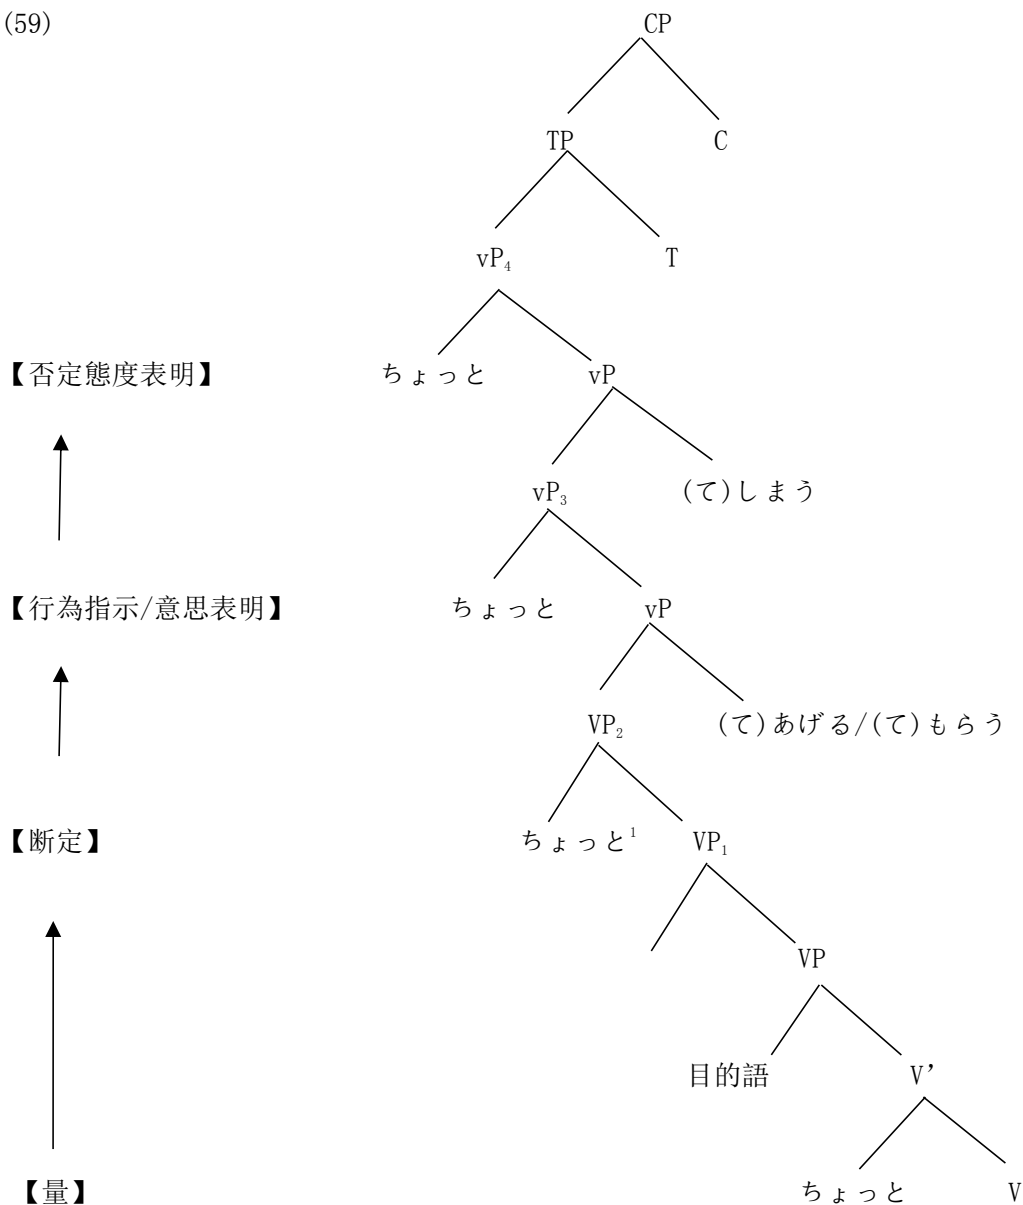 (59)
CP
TP C
vP₄ T
【否定態度表明】 ちょっと vP
vP₃ (て)しまう
【行為指示/意思表明】 ちょっと vP
VP₂ (て)あげる/(て)もらう
【断定】 ちょっと¹ VP₁
VP
目的語 V’
【量】 ちょっと V